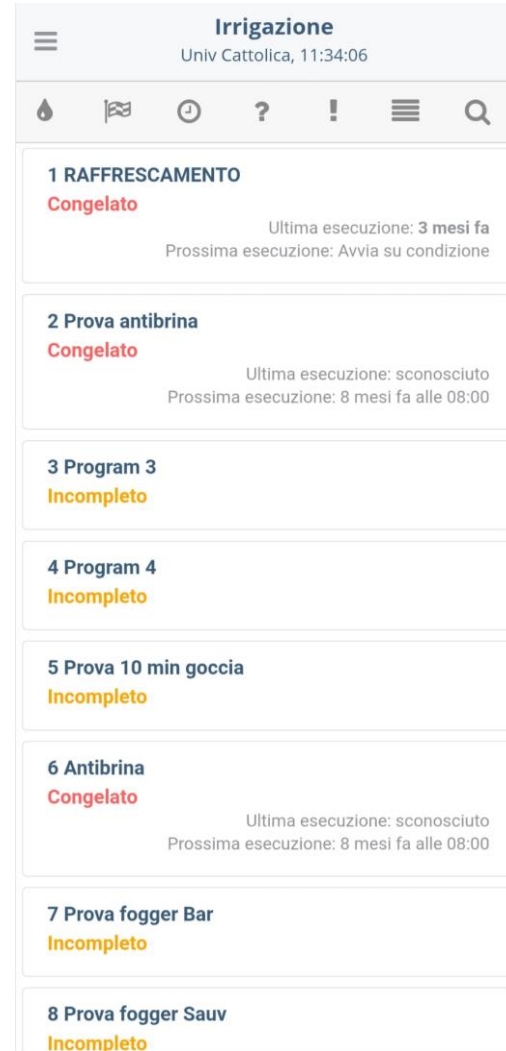 Irrigazione
Univ Cattolica, 11:34:06
? !
1 RAFFRESCAMENTO
Congelato
Ultima esecuzione: 3 mesi fa
Prossima esecuzione: Avvia su condizione
2 Prova antibrina
Congelato
Ultima esecuzione: sconosciuto
Prossima esecuzione: 8 mesi fa alle 08:00
3 Program 3
Incompleto
4 Program 4
Incompleto
5 Prova 10 min goccia
Incompleto
6 Antibrina
Congelato
Ultima esecuzione: sconosciuto
Prossima esecuzione: 8 mesi fa alle 08:00
7 Prova fogger Bar
Incompleto
8 Prova fogger Sauv
Incompleto